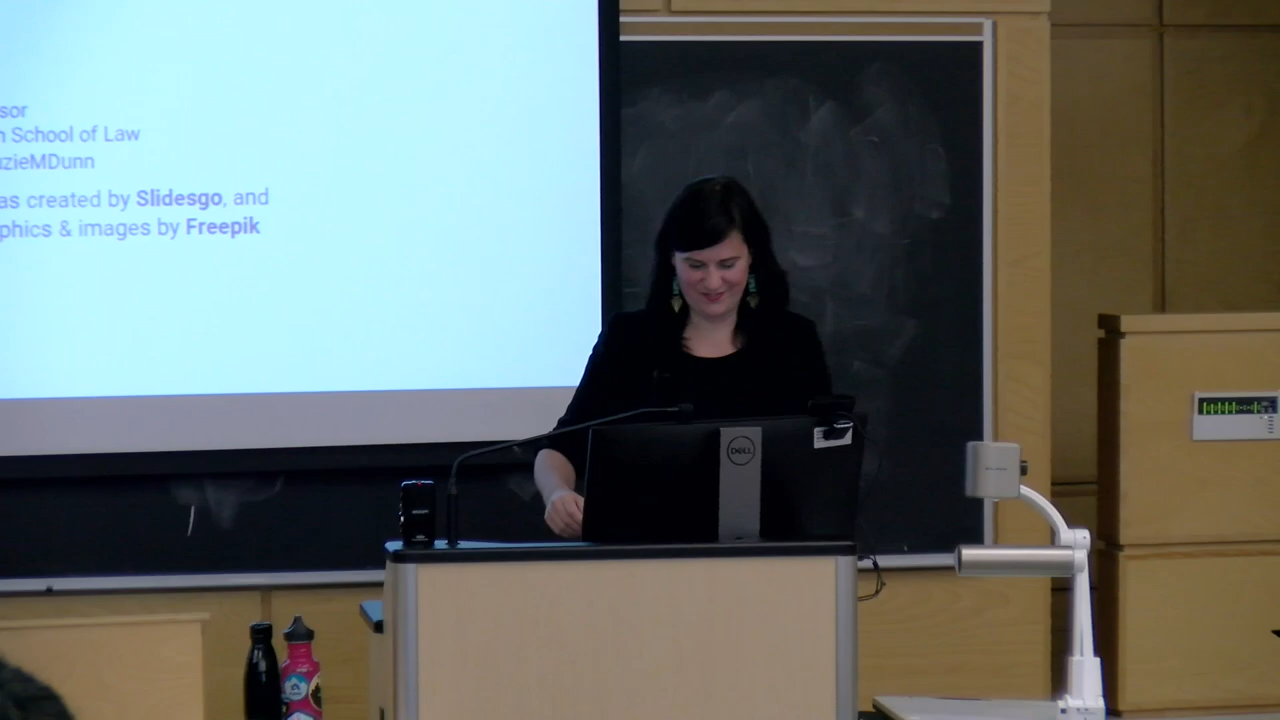 sor
n School of Law
uzieMDunn
as created by Slidesgo, and
phics & images by Freepik
DELL